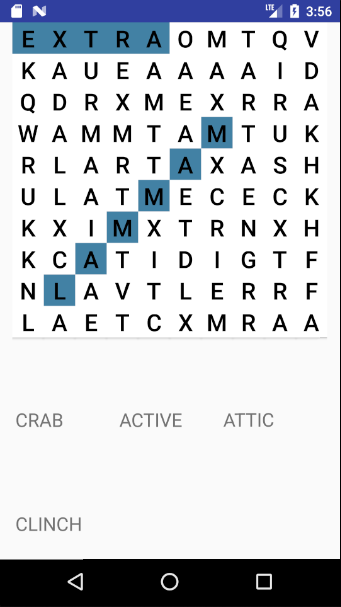 LTE 3:56
E X T R A O M T Q V
K A U E A A A A I D
Q D R X M E X R R A
W A M M T A M T U K
R L A R T A X A S H
U L A T M E C E C K
K X I M X T R N X H
K C A T I D I G T F
N L A V T L E R R F
L A E T C X M R A A
CRAB ACTIVE ATTIC
CLINCH